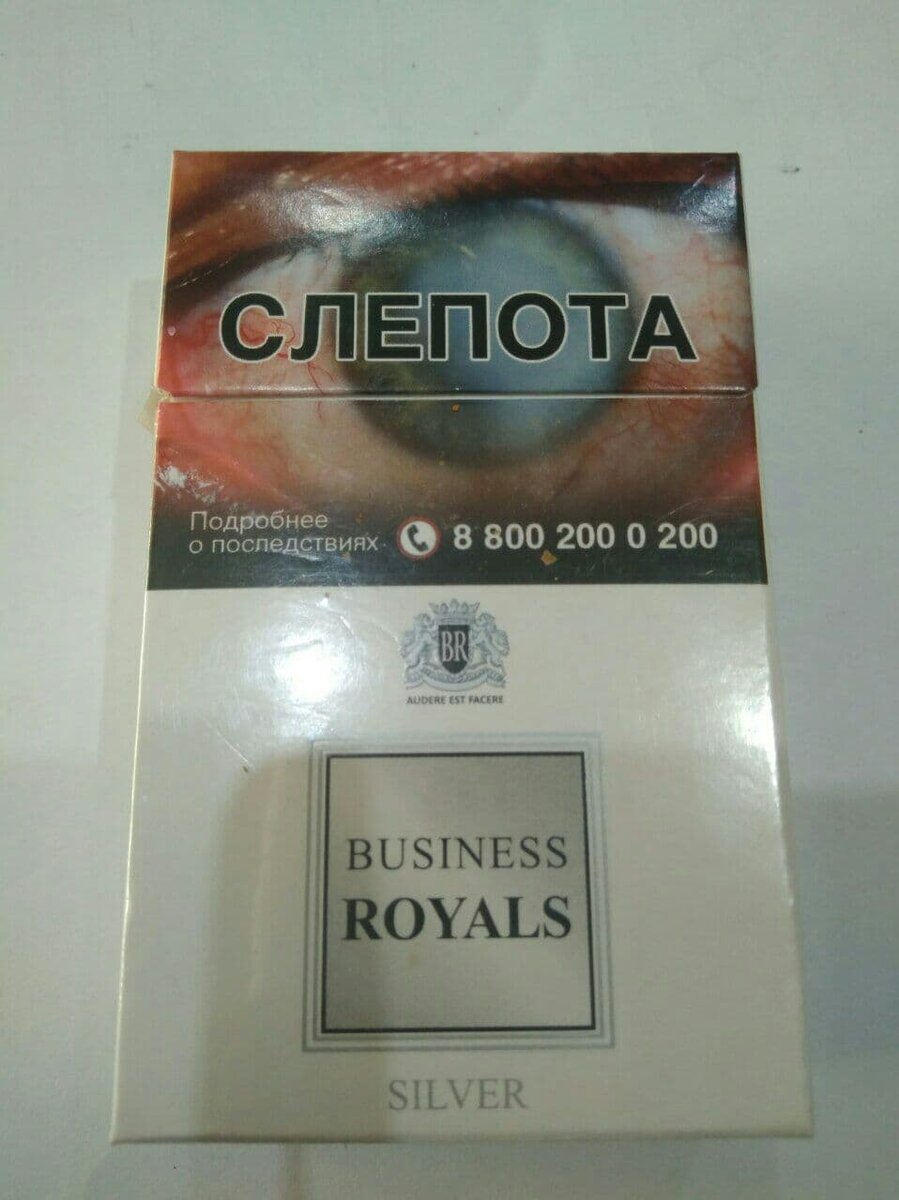 СЛЕПОТА
Подробнее
о последствиях
8 800 200 0 200
BR
AUDERE EST FACERE
BUSINESS
ROYALS
SILVER